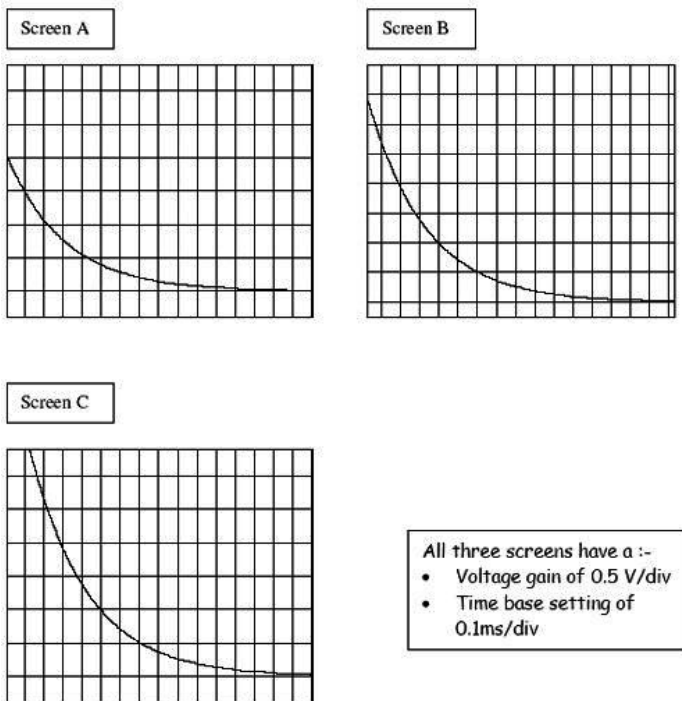 Screen A
Screen B
Screen C
All three screens have a :-
• Voltage gain of 0.5 V/div
• Time base setting of
0.1ms/div